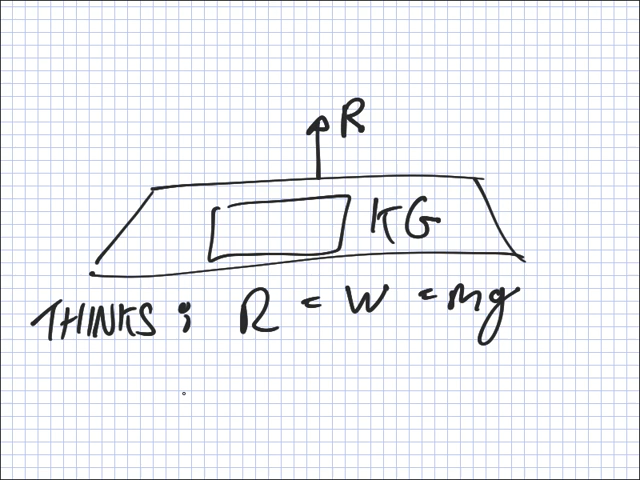 R
KG
THINKS ; R = W = mg